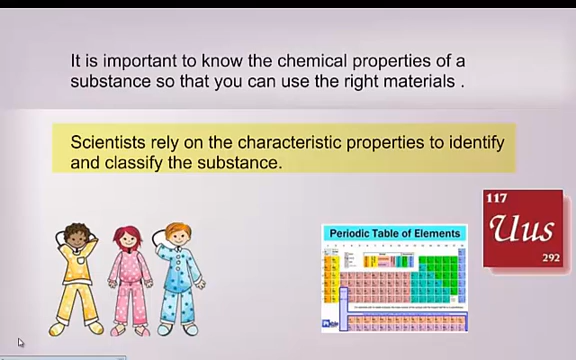 It is important to know the chemical properties of a
substance so that you can use the right materials .
Scientists rely on the characteristic properties to identify
and classify the substance.
117
Uus
292
Periodic Table of Elements